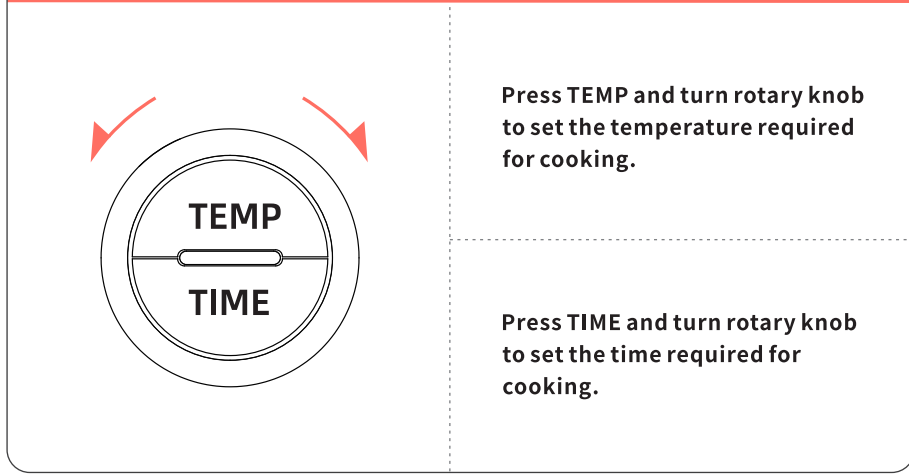 TEMP
TIME
Press TEMP and turn rotary knob
to set the temperature required
for cooking.
Press TIME and turn rotary knob
to set the time required for
cooking.